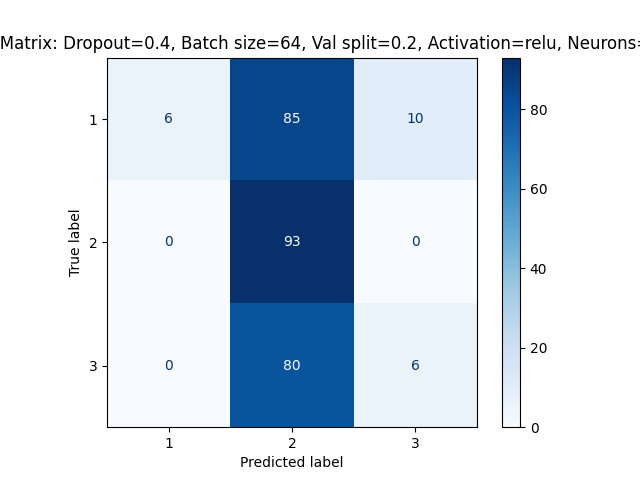 Matrix: Dropout=0.4, Batch size=64, Val split=0.2, Activation=relu, Neurons=
1 6 85 10
2 0 93 0
3 0 80 6
1 2 3
Predicted label
True label
80
60
40
20
0